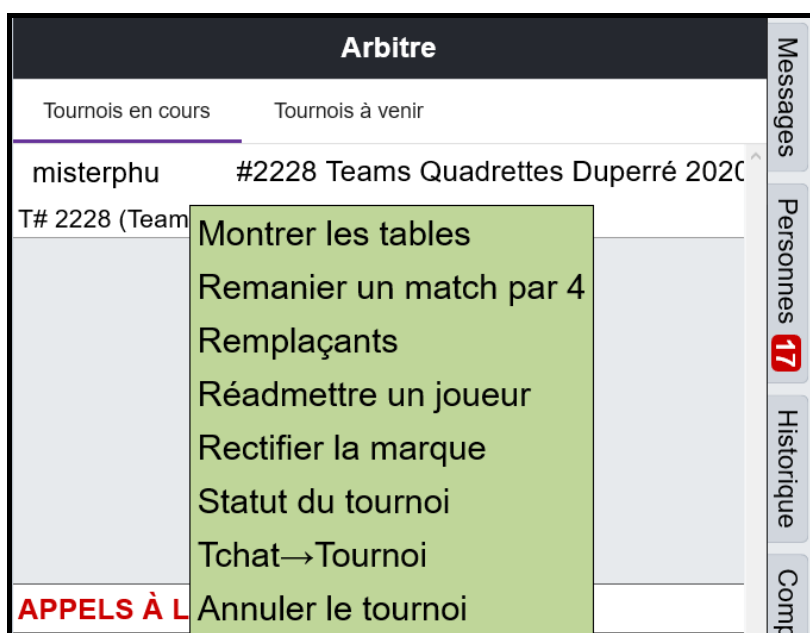 Arbitre
Tournois en cours
Tournois à venir
misterphu
#2228 Teams Quadrettes Duperré 2020
T# 2228 (Team
Montrer les tables
Remanier un match par 4
Remplaçants
Réadmettre un joueur
Rectifier la marque
Statut du tournoi
Tchat→Tournoi
Annuler le tournoi
APPELS À L
Messages
Personnes 17
Historique
Comp